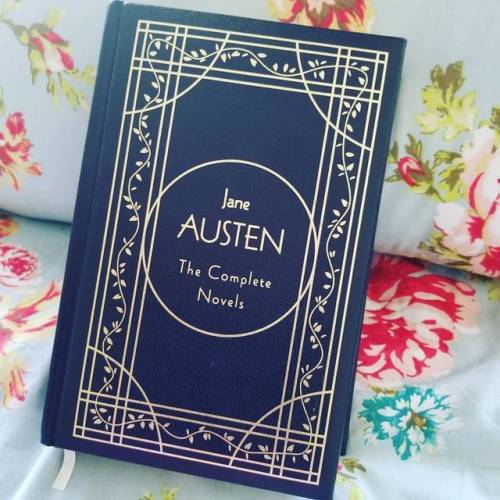 Jane
AUSTEN
The Complete
Novels